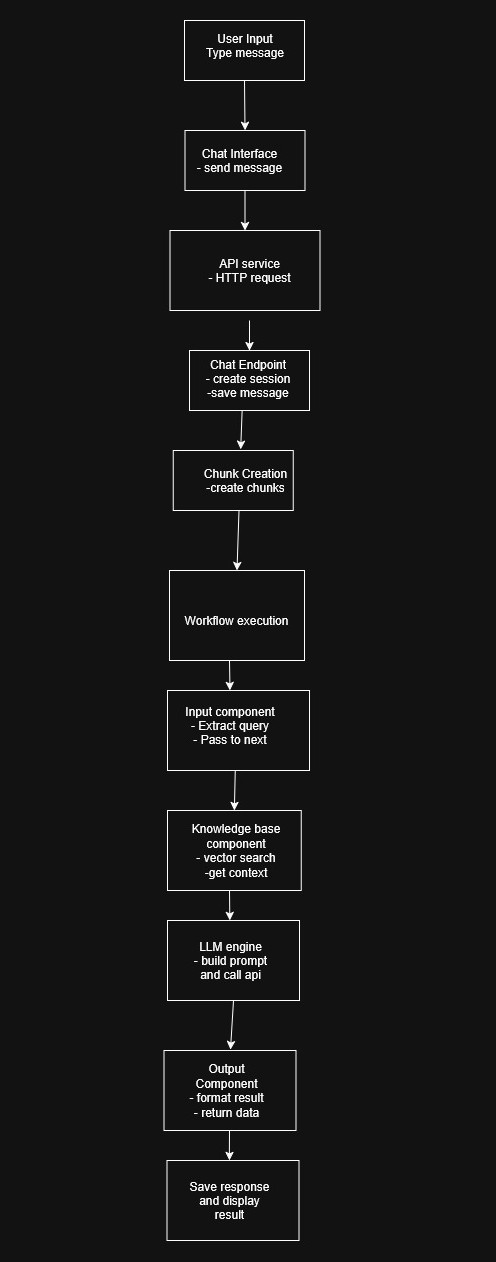 User Input
Type message
Chat Interface
- send message
API service
- HTTP request
Chat Endpoint
- create session
-save message
Chunk Creation
-create chunks
Workflow execution
Input component
- Extract query
- Pass to next
Knowledge base
component
- vector search
-get context
LLM engine
- build prompt
and call api
Output
Component
- format result
- return data
Save response
and display
result